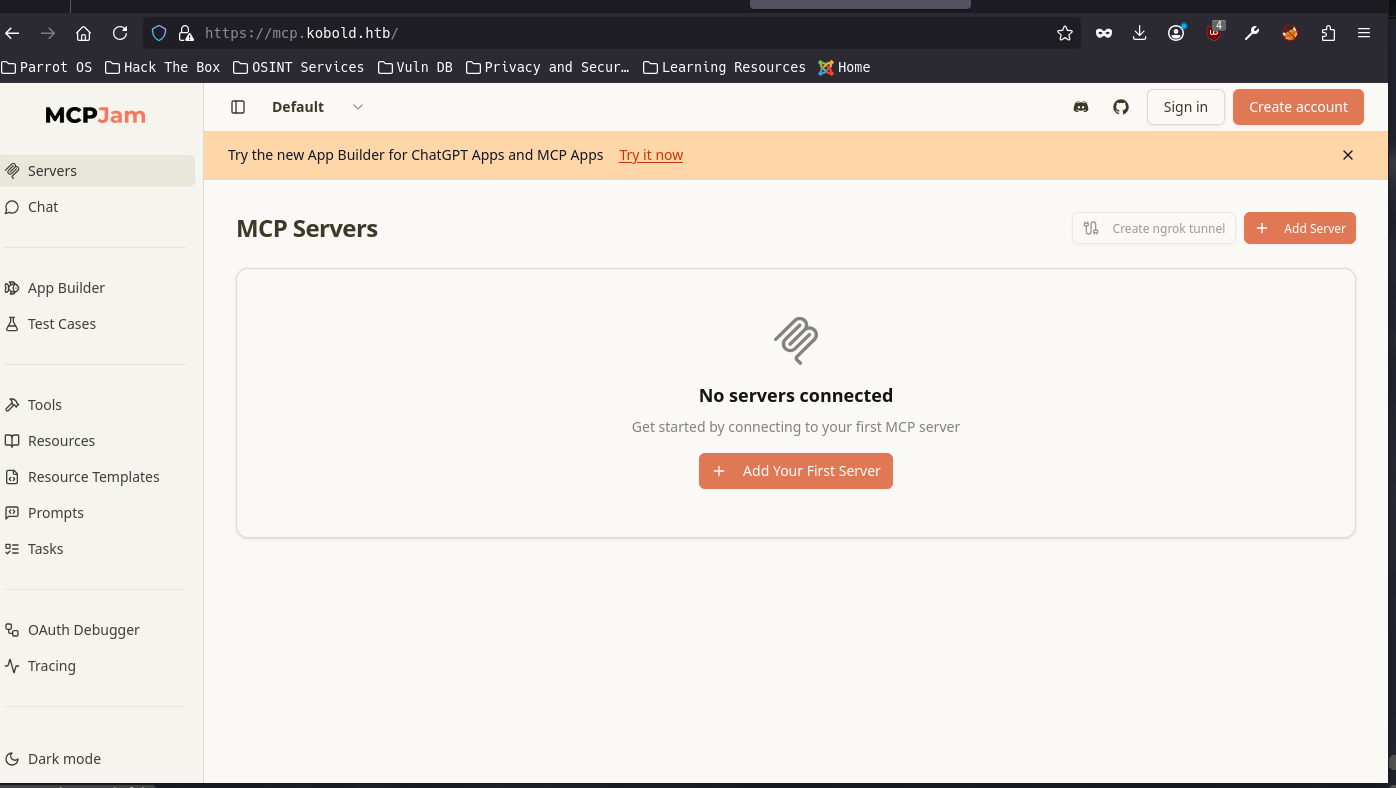 https://mcp.kobold.htb/
4
Parrot OS Hack The Box OSINT Services Vuln DB Privacy and Secur… Learning Resources Home
MCPJam
Default
Sign in
Create account
Try the new App Builder for ChatGPT Apps and MCP Apps Try it now
Servers
Chat
App Builder
Test Cases
Tools
Resources
Resource Templates
Prompts
Tasks
OAuth Debugger
Tracing
Dark mode
MCP Servers
Create ngrok tunnel
Add Server
No servers connected
Get started by connecting to your first MCP server
Add Your First Server